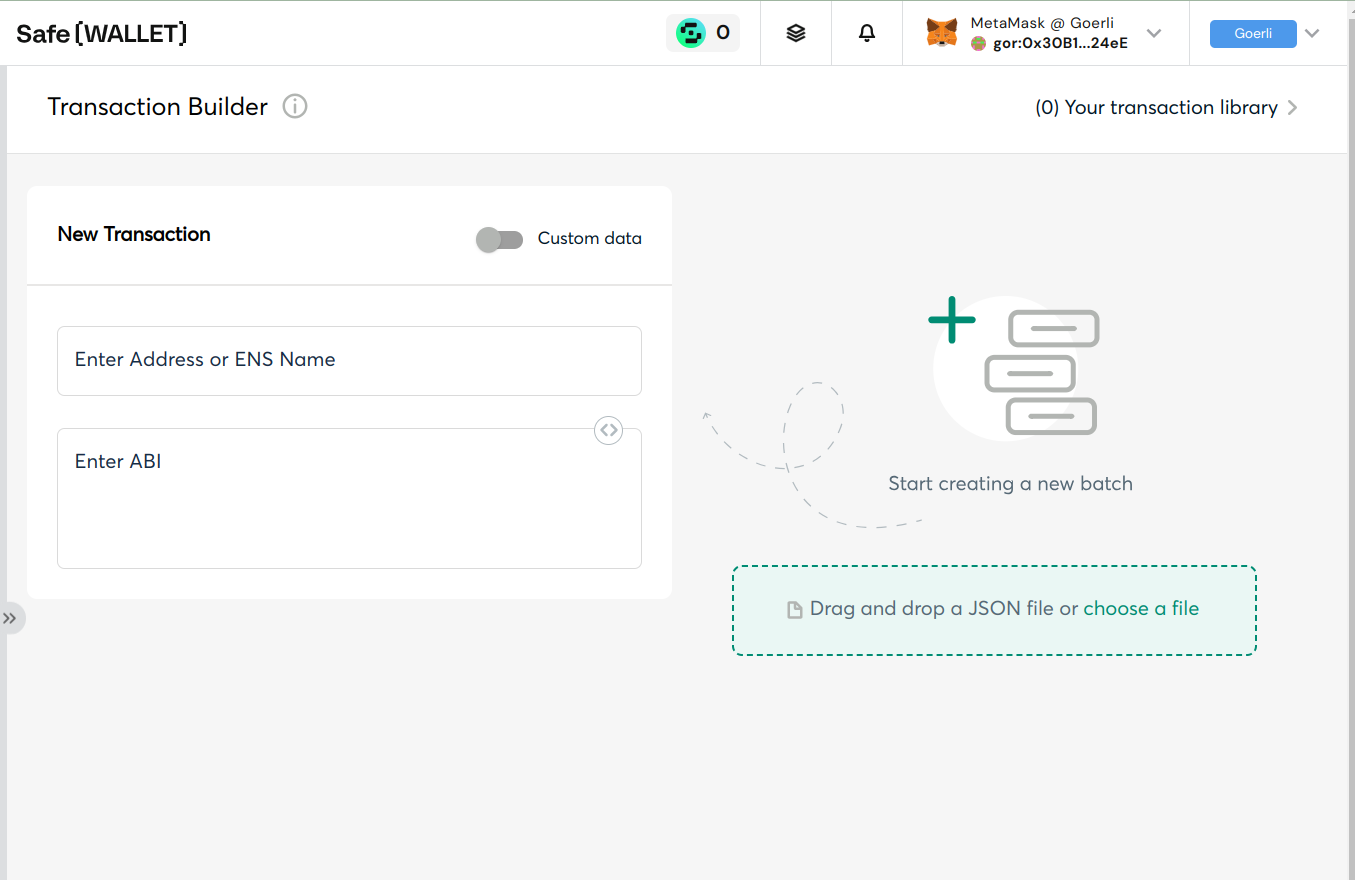 Safe{WALLET}
0
MetaMask @ Goerli
gor:0x30B1...24eE
Goerli
Transaction Builder
(0) Your transaction library
New Transaction
Custom data
Enter Address or ENS Name
Enter ABI
Start creating a new batch
Drag and drop a JSON file or choose a file